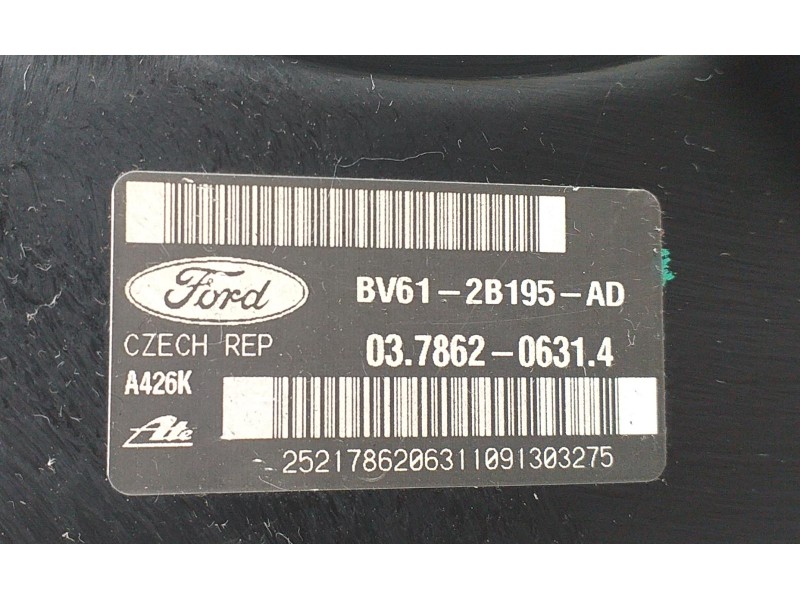 Ford
BV61-2B195-AD
CZECH REP
03.7862-0631.4
A426K
Ate
2521786206311091303275